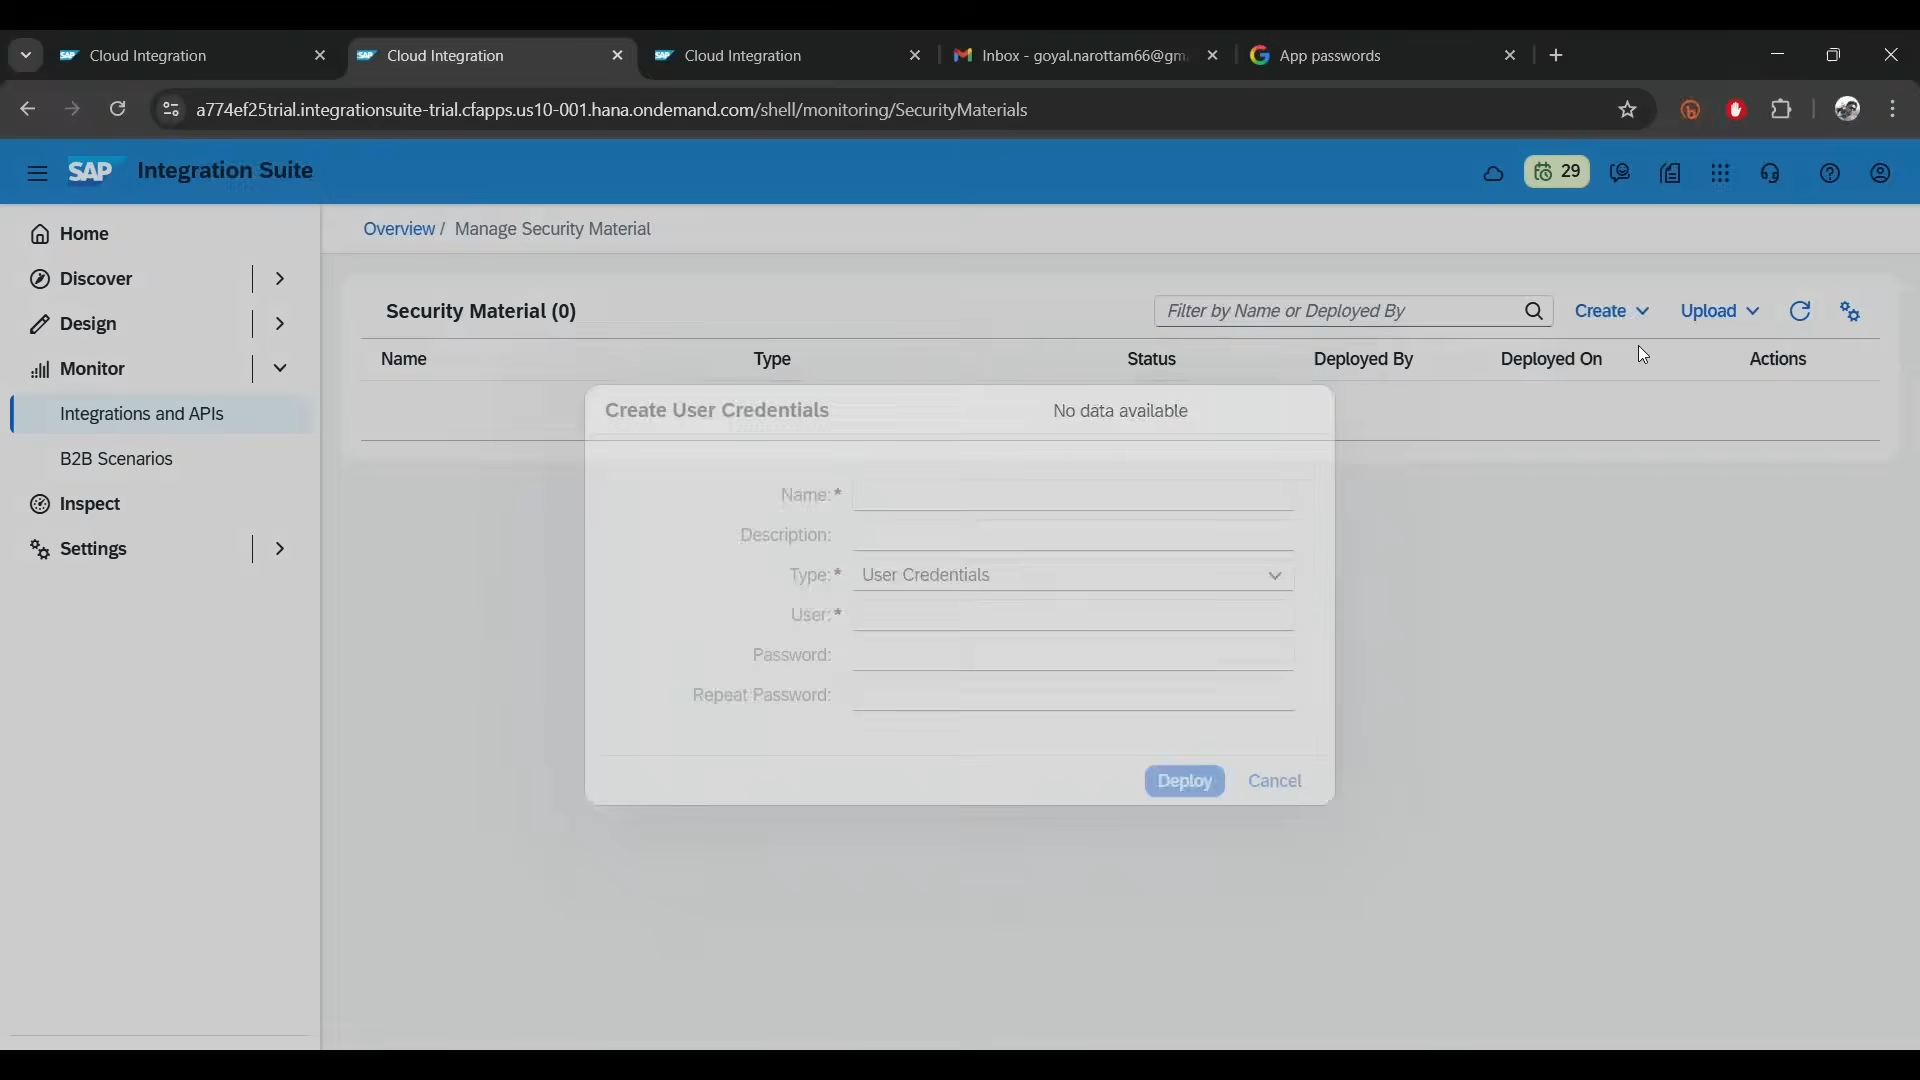 Cloud Integration
Cloud Integration
Cloud Integration
Inbox - goyal.narottam66@gm
App passwords
a774ef25trial.integrationsuite-trial.cfapps.us10-001.hana.ondemand.com/shell/monitoring/SecurityMaterials
SAP Integration Suite
29
Home
Discover
Design
Monitor
Integrations and APIs
B2B Scenarios
Inspect
Settings
Overview / Manage Security Material
Security Material (0)
Filter by Name or Deployed By
Create
Upload
Name Type Status Deployed By Deployed On Actions
No data available
Create User Credentials
Name:*
Description:
Type:* User Credentials
User:*
Password:
Repeat Password:
Deploy Cancel